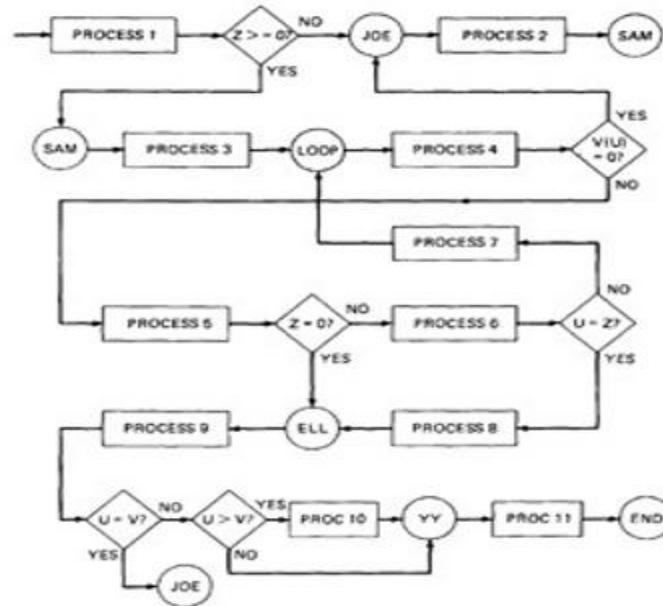 PROCESS 1 Z >= 0? NO JOE PROCESS 2 SAM
YES
SAM PROCESS 3 LOOP PROCESS 4 V(U) = 0? YES
NO
PROCESS 7
NO
PROCESS 5 Z = 0? NO PROCESS 6 U = Z?
YES YES
PROCESS 9 ELL PROCESS 8
U = V? NO U > V? YES PROC 10 YY PROC 11 END
YES NO
JOE